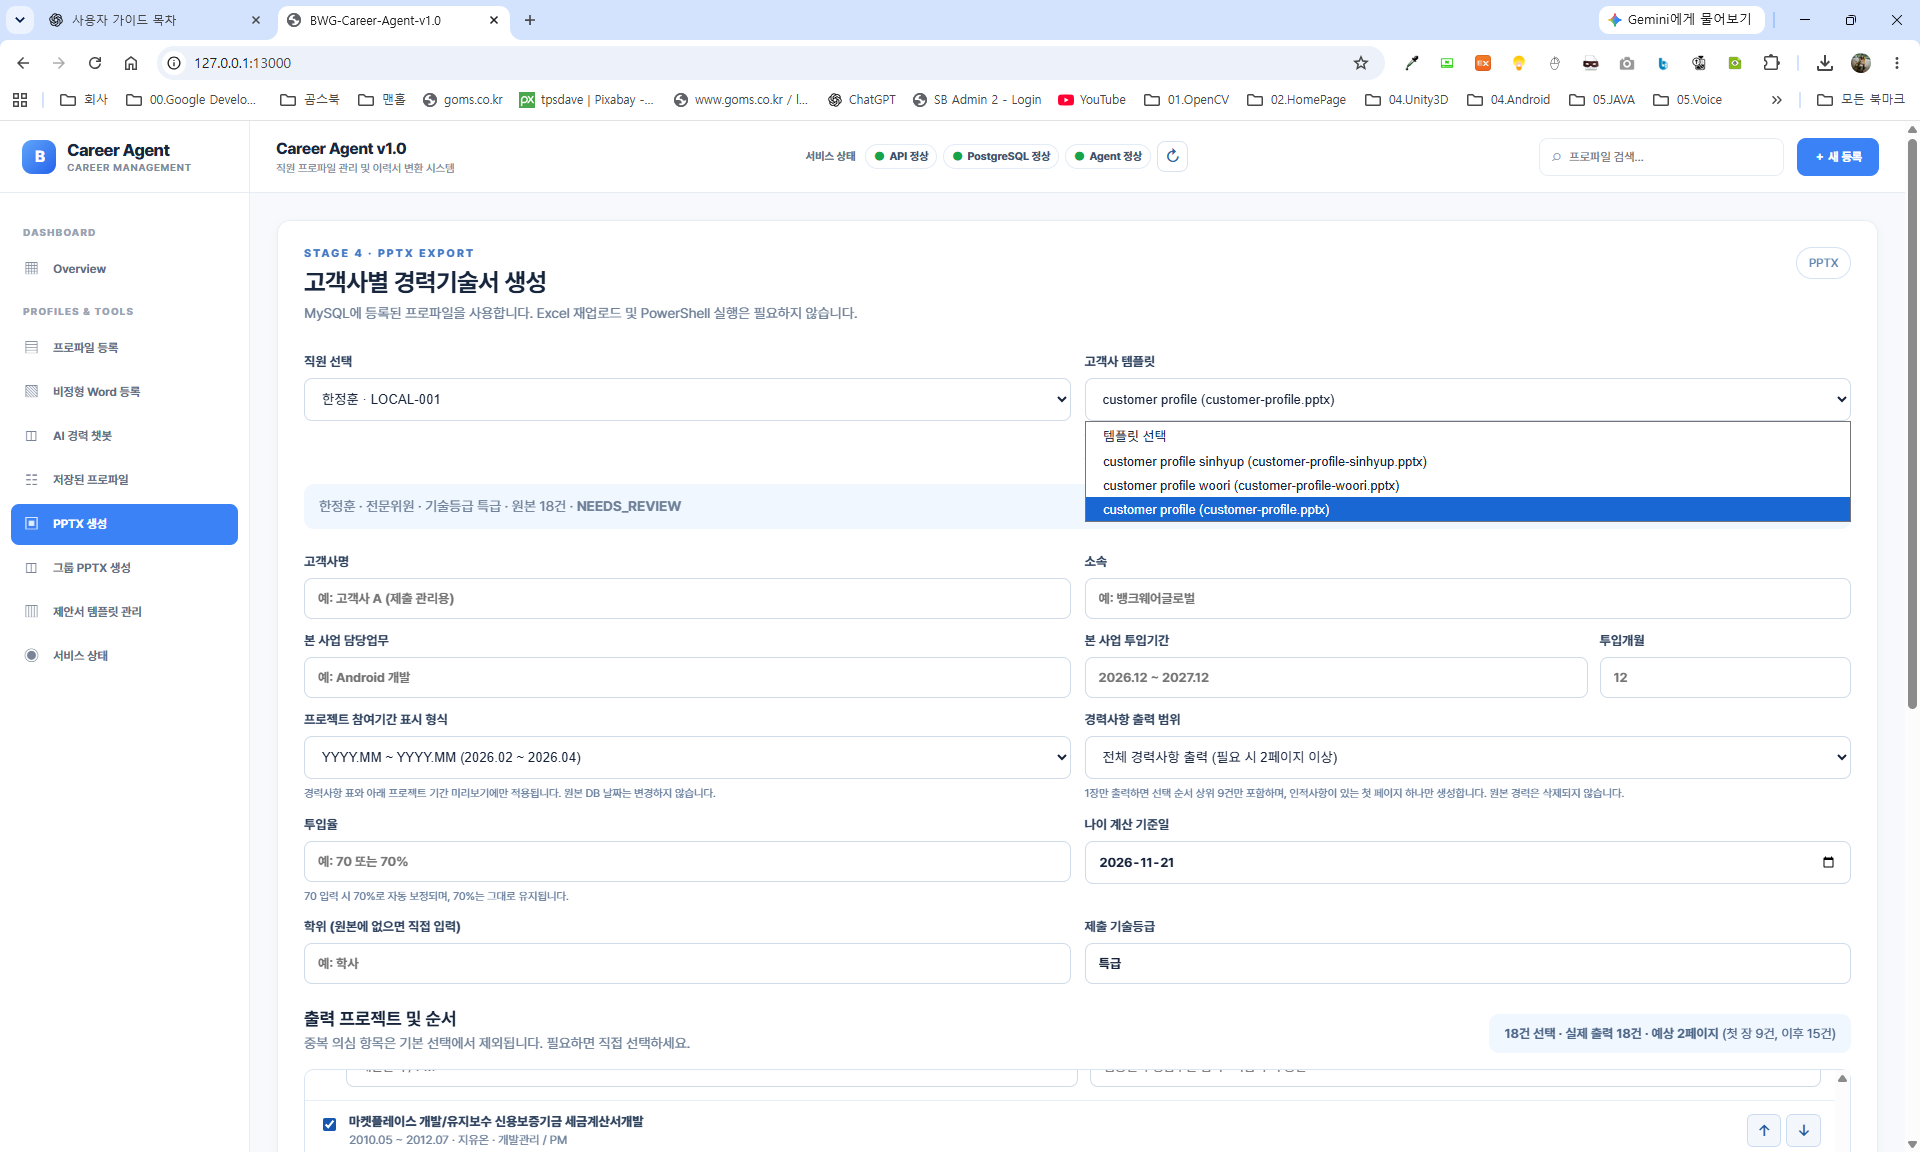 사용자 가이드 목차
BWG-Career-Agent-v1.0
Gemini에게 물어보기
127.0.0.1:13000
회사
00.Google Develo...
곰스북
맨홀
goms.co.kr
tpsdave | Pixabay -...
www.goms.co.kr / l...
ChatGPT
SB Admin 2 - Login
YouTube
01.OpenCV
02.HomePage
04.Unity3D
04.Android
05.JAVA
05.Voice
모든 북마크
B
Career Agent
CAREER MANAGEMENT
Career Agent v1.0
직원 프로파일 관리 및 이력서 변환 시스템
서비스 상태
API 정상
PostgreSQL 정상
Agent 정상
프로파일 검색...
+ 새 등록
DASHBOARD
Overview
PROFILES & TOOLS
프로파일 등록
비정형 Word 등록
AI 경력 챗봇
저장된 프로파일
PPTX 생성
그룹 PPTX 생성
제안서 템플릿 관리
서비스 상태
STAGE 4 · PPTX EXPORT
고객사별 경력기술서 생성
PPTX
MySQL에 등록된 프로파일을 사용합니다. Excel 재업로드 및 PowerShell 실행은 필요하지 않습니다.
직원 선택
한정훈 · LOCAL-001
고객사 템플릿
customer profile (customer-profile.pptx)
템플릿 선택
customer profile sinhyup (customer-profile-sinhyup.pptx)
customer profile woori (customer-profile-woori.pptx)
customer profile (customer-profile.pptx)
한정훈 · 전문위원 · 기술등급 특급 · 원본 18건 · NEEDS_REVIEW
고객사명
예: 고객사 A (제출 관리용)
소속
예: 뱅크웨어글로벌
본 사업 담당업무
예: Android 개발
본 사업 투입기간
2026.12 ~ 2027.12
투입개월
12
프로젝트 참여기간 표시 형식
YYYY.MM ~ YYYY.MM (2026.02 ~ 2026.04)
경력사항 표와 아래 프로젝트 기간 미리보기에만 적용됩니다. 원본 DB 날짜는 변경하지 않습니다.
경력사항 출력 범위
전체 경력사항 출력 (필요 시 2페이지 이상)
1장만 출력하면 선택 순서 상위 9건만 포함하며, 인적사항이 있는 첫 페이지 하나만 생성합니다. 원본 경력은 삭제되지 않습니다.
투입율
예: 70 또는 70%
70 입력 시 70%로 자동 보정되며, 70%는 그대로 유지됩니다.
나이 계산 기준일
2026-11-21
학위 (원본에 없으면 직접 입력)
예: 학사
제출 기술등급
특급
출력 프로젝트 및 순서
중복 의심 항목은 기본 선택에서 제외됩니다. 필요하면 직접 선택하세요.
18건 선택 · 실제 출력 18건 · 예상 2페이지 (첫 장 9건, 이후 15건)
마켓플레이스 개발/유지보수 신용보증기금 세금계산서개발
2010.05 ~ 2012.07 · 지유온 · 개발관리 / PM